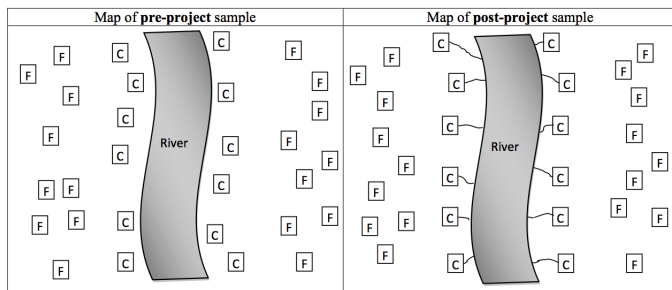 Map of pre-project sample
C
F C F
F C F
F C
C F
F River C F
C F
F F C F
F F C C F F
F C C F
Map of post-project sample
C C
F F
F C C F
F F
F C River C F
F C C F
F F
F F C C F F
F C C F